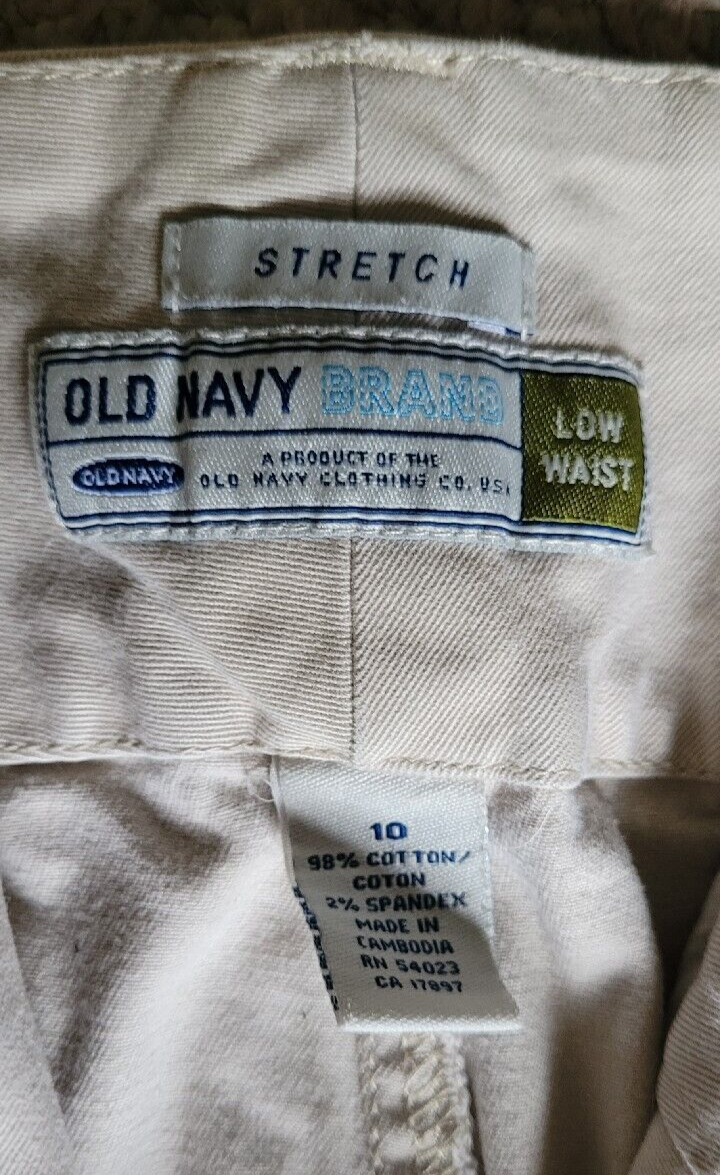 STRETCH
OLD NAVY BRAND
LOW
WAIST
OLD NAVY
A PRODUCT OF THE
OLD NAVY CLOTHING CO. US.
10
98% COTTON/
COTON
2% SPANDEX
MADE IN
CAMBODIA
RN 54023
CA 17897